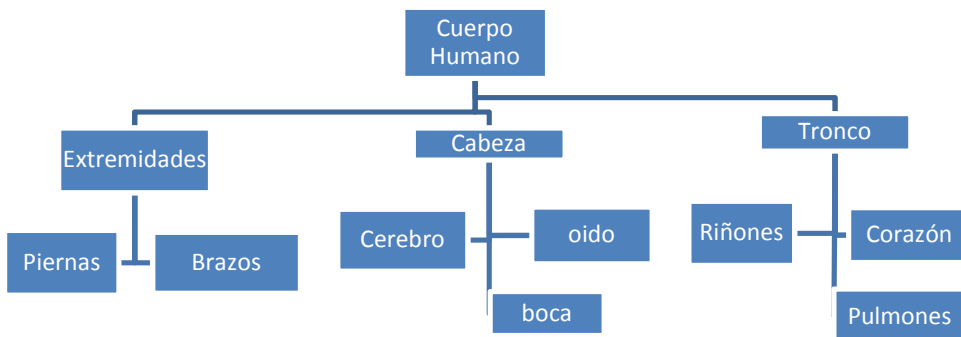 Cuerpo
Humano
Extremidades
Cabeza
Tronco
Piernas
Brazos
Cerebro
oido
boca
Riñones
Corazón
Pulmones